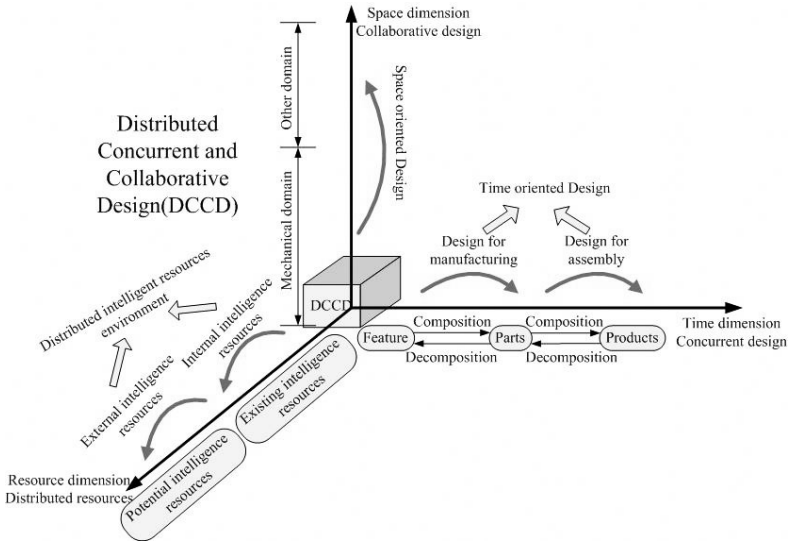 Space dimension
Collaborative design
Other domain
Mechanical domain
Space oriented Design
Distributed
Concurrent and
Collaborative
Design(DCCD)
Time oriented Design
Design for
manufacturing
Design for
assembly
DCCD
Time dimension
Concurrent design
Feature
Composition
Decomposition
Parts
Composition
Decomposition
Products
Distributed intelligent resources
environment
Internal intelligence
resources
External intelligence
resources
Existing intelligence
resources
Potential intelligence
resources
Resource dimension
Distributed resources